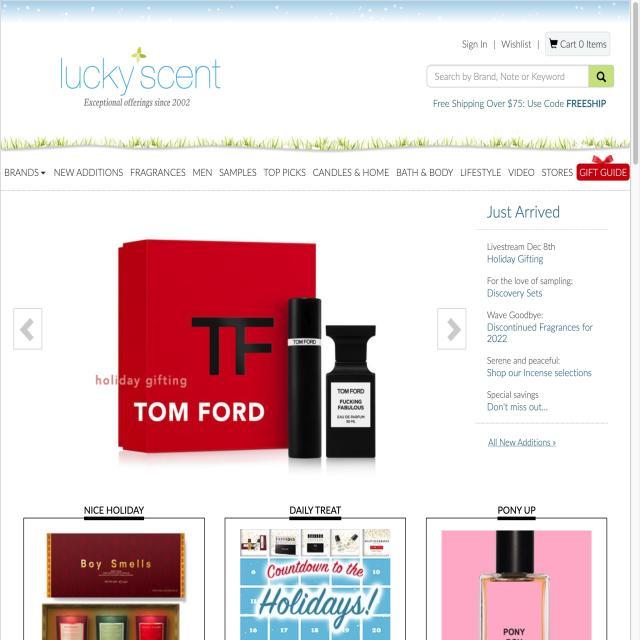 Sign In | Wishlist | Cart 0 Items
lucky scent
Exceptional offerings since 2002
Search by Brand, Note or Keyword
Free Shipping Over $75: Use Code FREESHIP
BRANDS NEW ADDITIONS FRAGRANCES MEN SAMPLES TOP PICKS CANDLES & HOME BATH & BODY LIFESTYLE VIDEO STORES GIFT GUIDE
Just Arrived
Livestream Dec 8th
Holiday Gifting
For the love of sampling:
Discovery Sets
Wave Goodbye:
Discontinued Fragrances for
2022
Serene and peaceful:
Shop our Incense selections
Special savings
Don't miss out...
All New Additions »
TF
holiday gifting
TOM FORD
TOM FORD
TOM FORD
FUCKING
FABULOUS
EAU DE PARFUM
50 ML
NICE HOLIDAY
Boy Smells
DAILY TREAT
Countdown to the
Holidays!
6
10
9
13
16
17
18
19
20
PONY UP
PONY